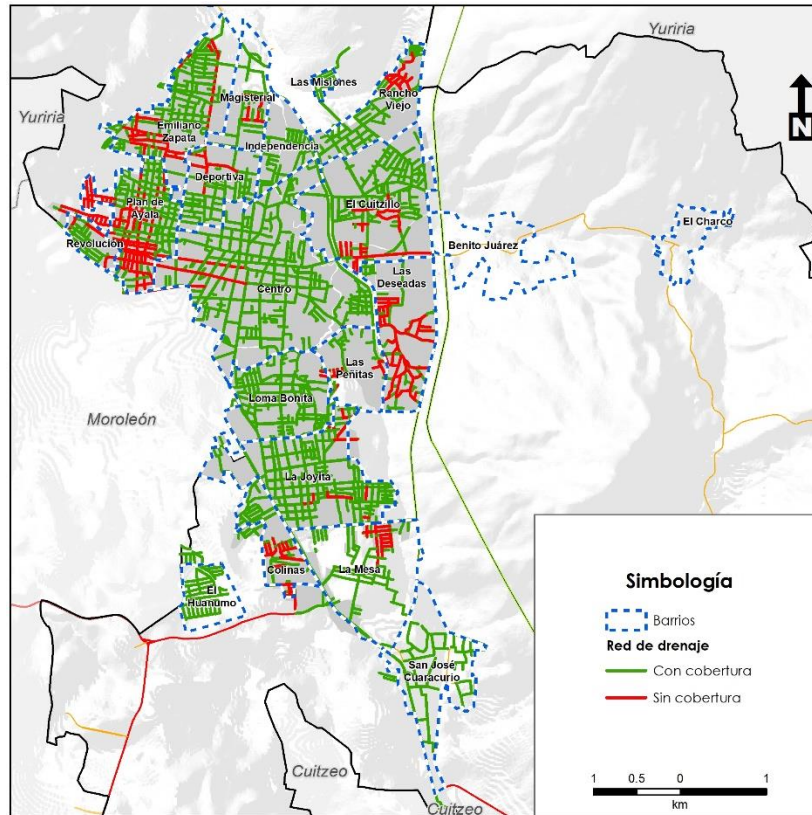 Yuriria
Yuriria
Las Misiones
Rancho
Viejo
Magisterial
N
Emiliano
Zapata
Independencia
Deportiva
Plan de
Ayala
El Cuitzillo
El Charco
Revolución
Benito Juárez
Las
Deseadas
Centro
Las
Peñitas
Loma Bonita
Moroleón
La Joyita
Colinas
La Mesa
El
Huanumo
San José
Cuaracurio
Cuitzeo
Cuitzeo
Simbología
Barrios
Red de drenaje
Con cobertura
Sin cobertura
1 0.5 0 1
km